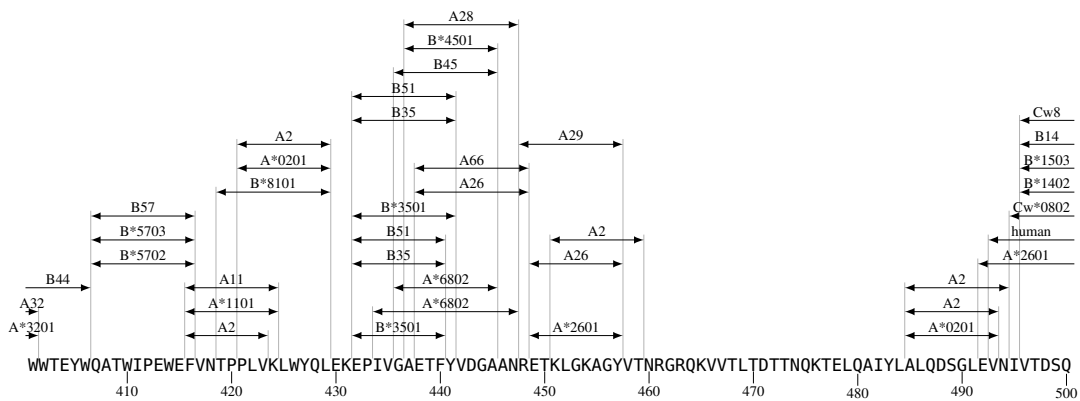 A28
B*4501
B45
B51
B35 Cw8
A2 A29 B14
A*0201 A66 B*1503
B*8101 A26 B*1402
B57 B*3501 Cw*0802
B*5703 B51 A2 human
B*5702 B35 A26 A*2601
B44 A11 A*6802 A2
A32 A*1101 A*6802 A2
A*3201 A2 B*3501 A*2601 A*0201
WWTEYWQATWIPEWEFVNTPPLVKLWYQLEKEPIVGAETFYVDGAANRETKLGKAGYVTNRGRQKVVTLTDTTNQKTELQAIYLALQDSGLEVNIVTDSQ
410 420 430 440 450 460 470 480 490 500